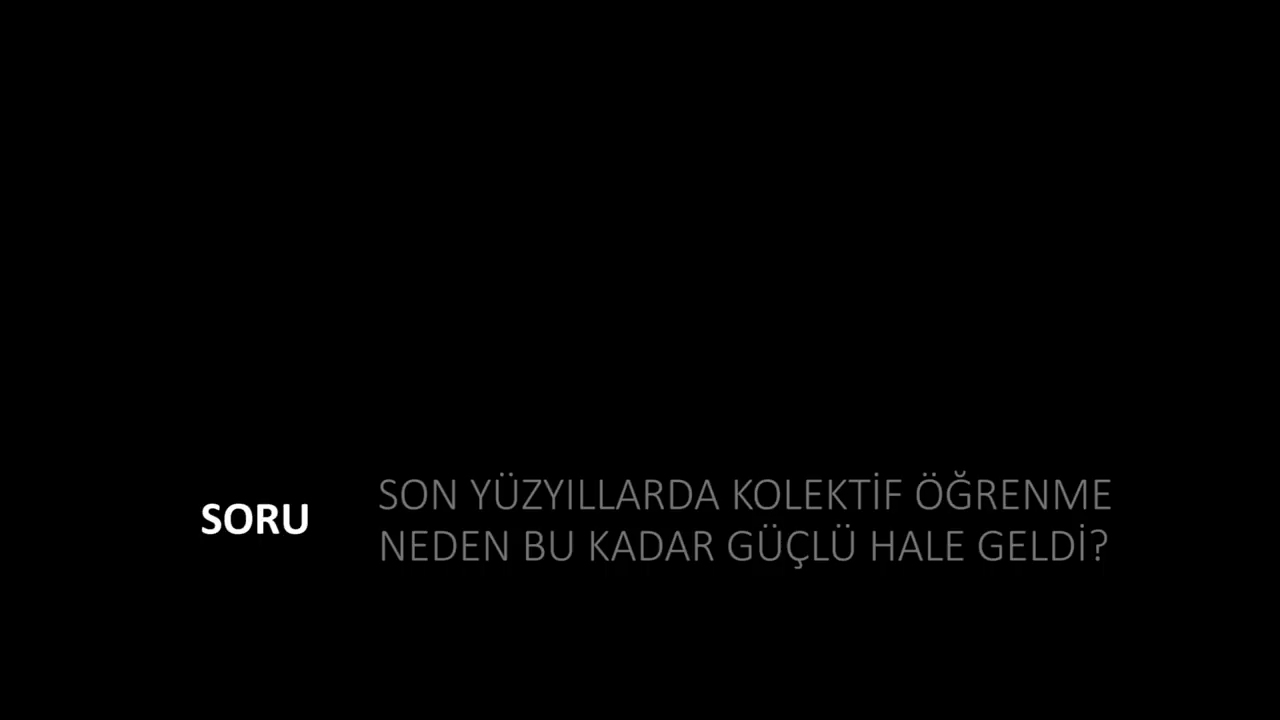 SORU
SON YÜZYILLARDA KOLEKTİF ÖĞRENME
NEDEN BU KADAR GÜÇLÜ HALE GELDİ?